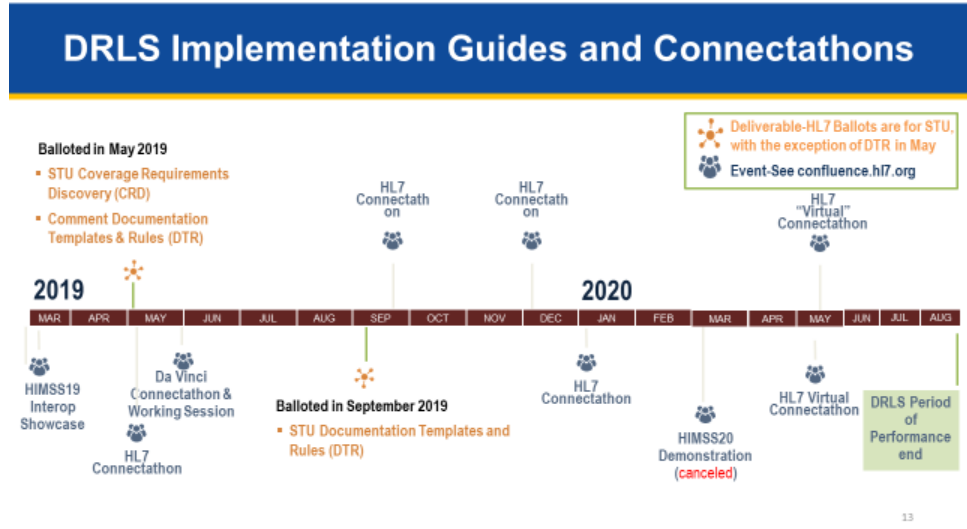 DRLS Implementation Guides and Connectathons
Deliverable-HL7 Ballots are for STU,
with the exception of DTR in May
Event-See confluence.hl7.org
Balloted in May 2019
▪ STU Coverage Requirements
Discovery (CRD)
▪ Comment Documentation
Templates & Rules (DTR)
HL7
Connectath
on
HL7
Connectath
on
HL7
“Virtual”
Connectathon
2019
2020
MAR APR MAY JUN JUL AUG SEP OCT NOV DEC JAN FEB MAR APR MAY JUN JUL AUG
HIMSS19
Interop
Showcase
HL7
Connectathon
Da Vinci
Connectathon &
Working Session
Balloted in September 2019
▪ STU Documentation Templates and
Rules (DTR)
HL7
Connectathon
HIMSS20
Demonstration
(canceled)
HL7 Virtual
Connectathon
DRLS Period
of
Performance
end
13